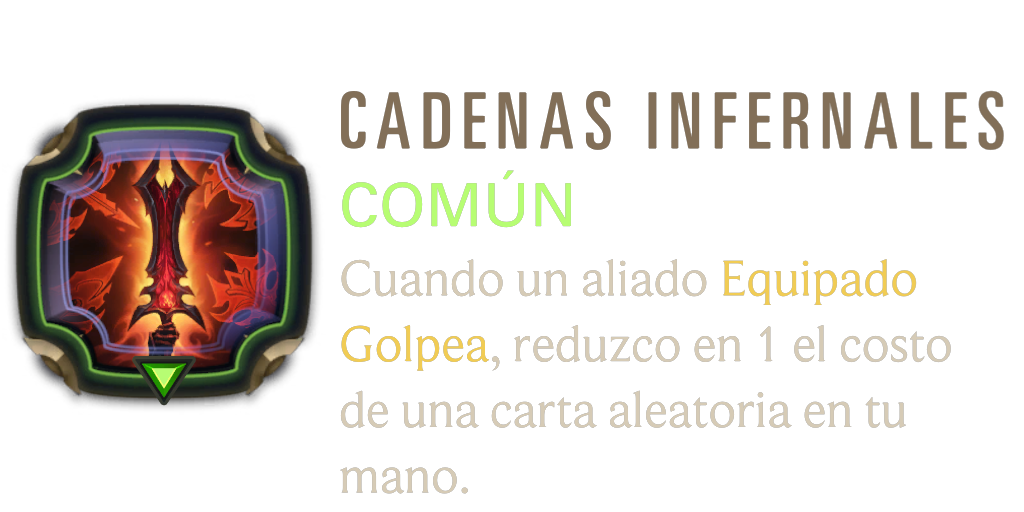 CADENAS INFERNALES
COMÚN
Cuando un aliado Equipado
Golpea, reduzco en 1 el costo
de una carta aleatoria en tu
mano.